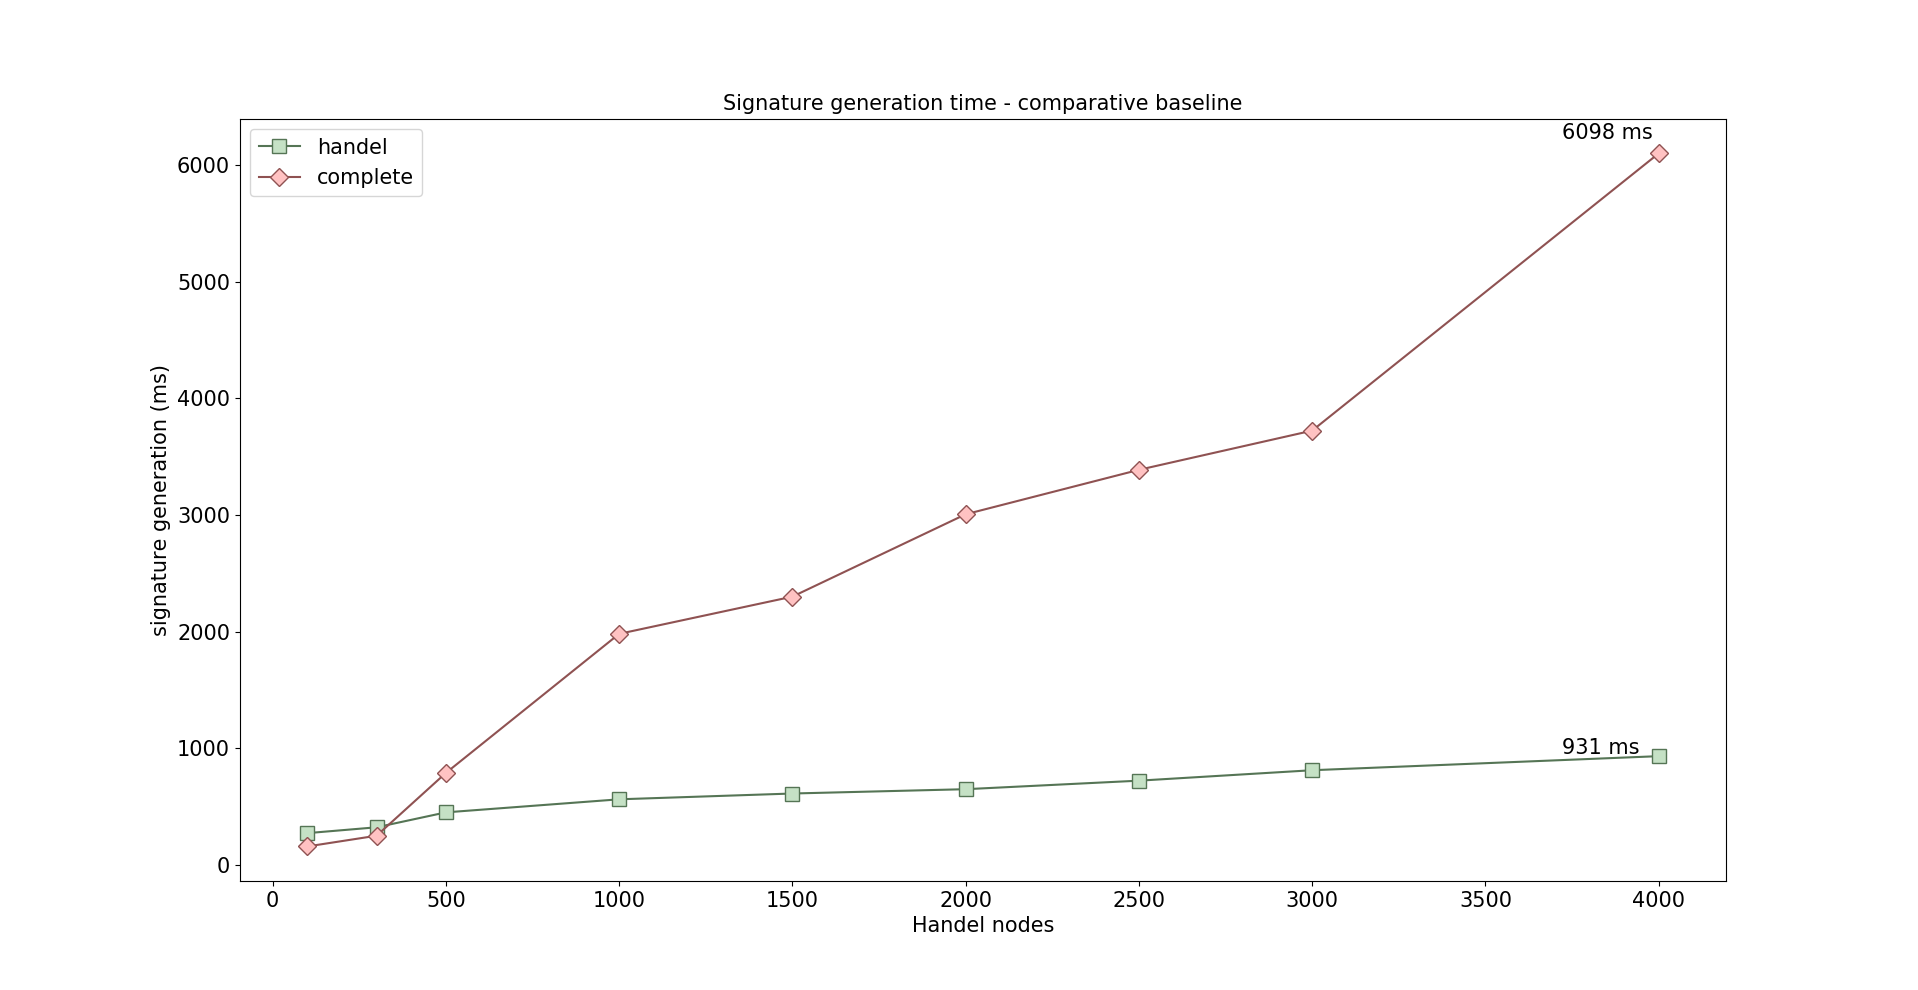 Signature generation time - comparative baseline
handel
complete
6098 ms
931 ms
signature generation (ms)
6000
5000
4000
3000
2000
1000
0
0 500 1000 1500 2000 2500 3000 3500 4000
Handel nodes